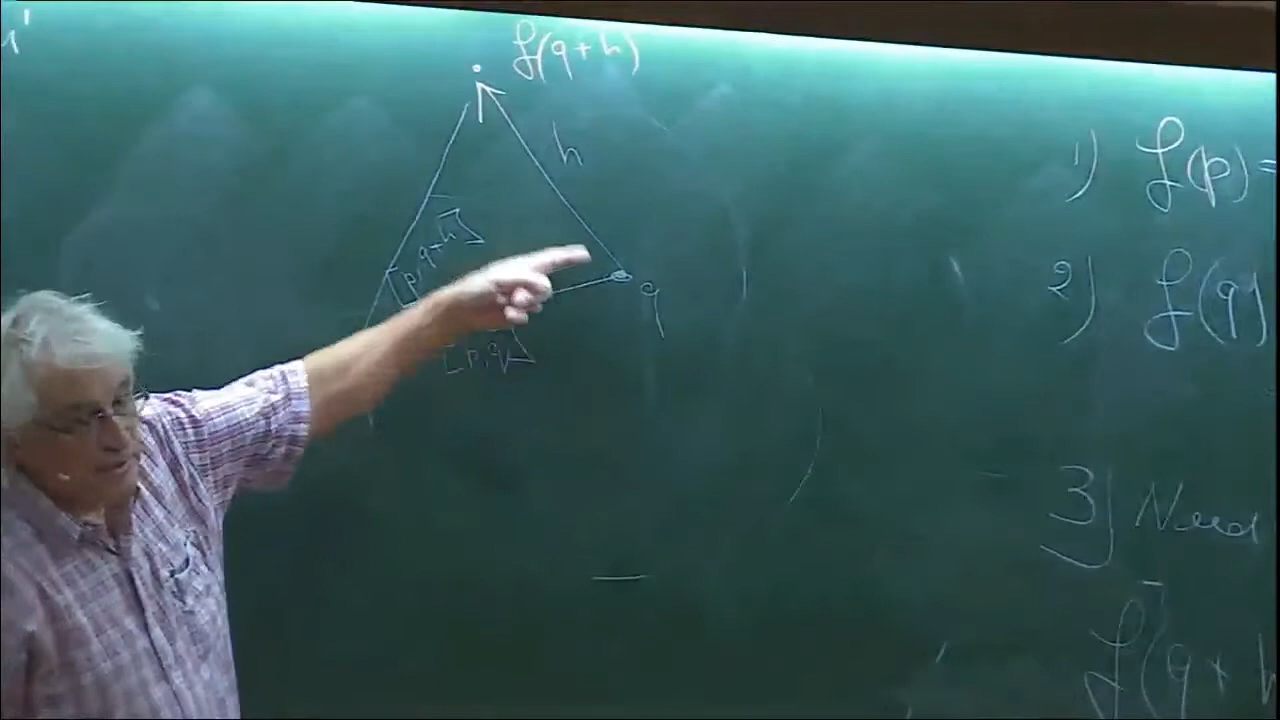 f(q+h)
h
[p,q+h]
q
[p,q]
1) f(p) =
2) f(q)
3) Need
f(q+h